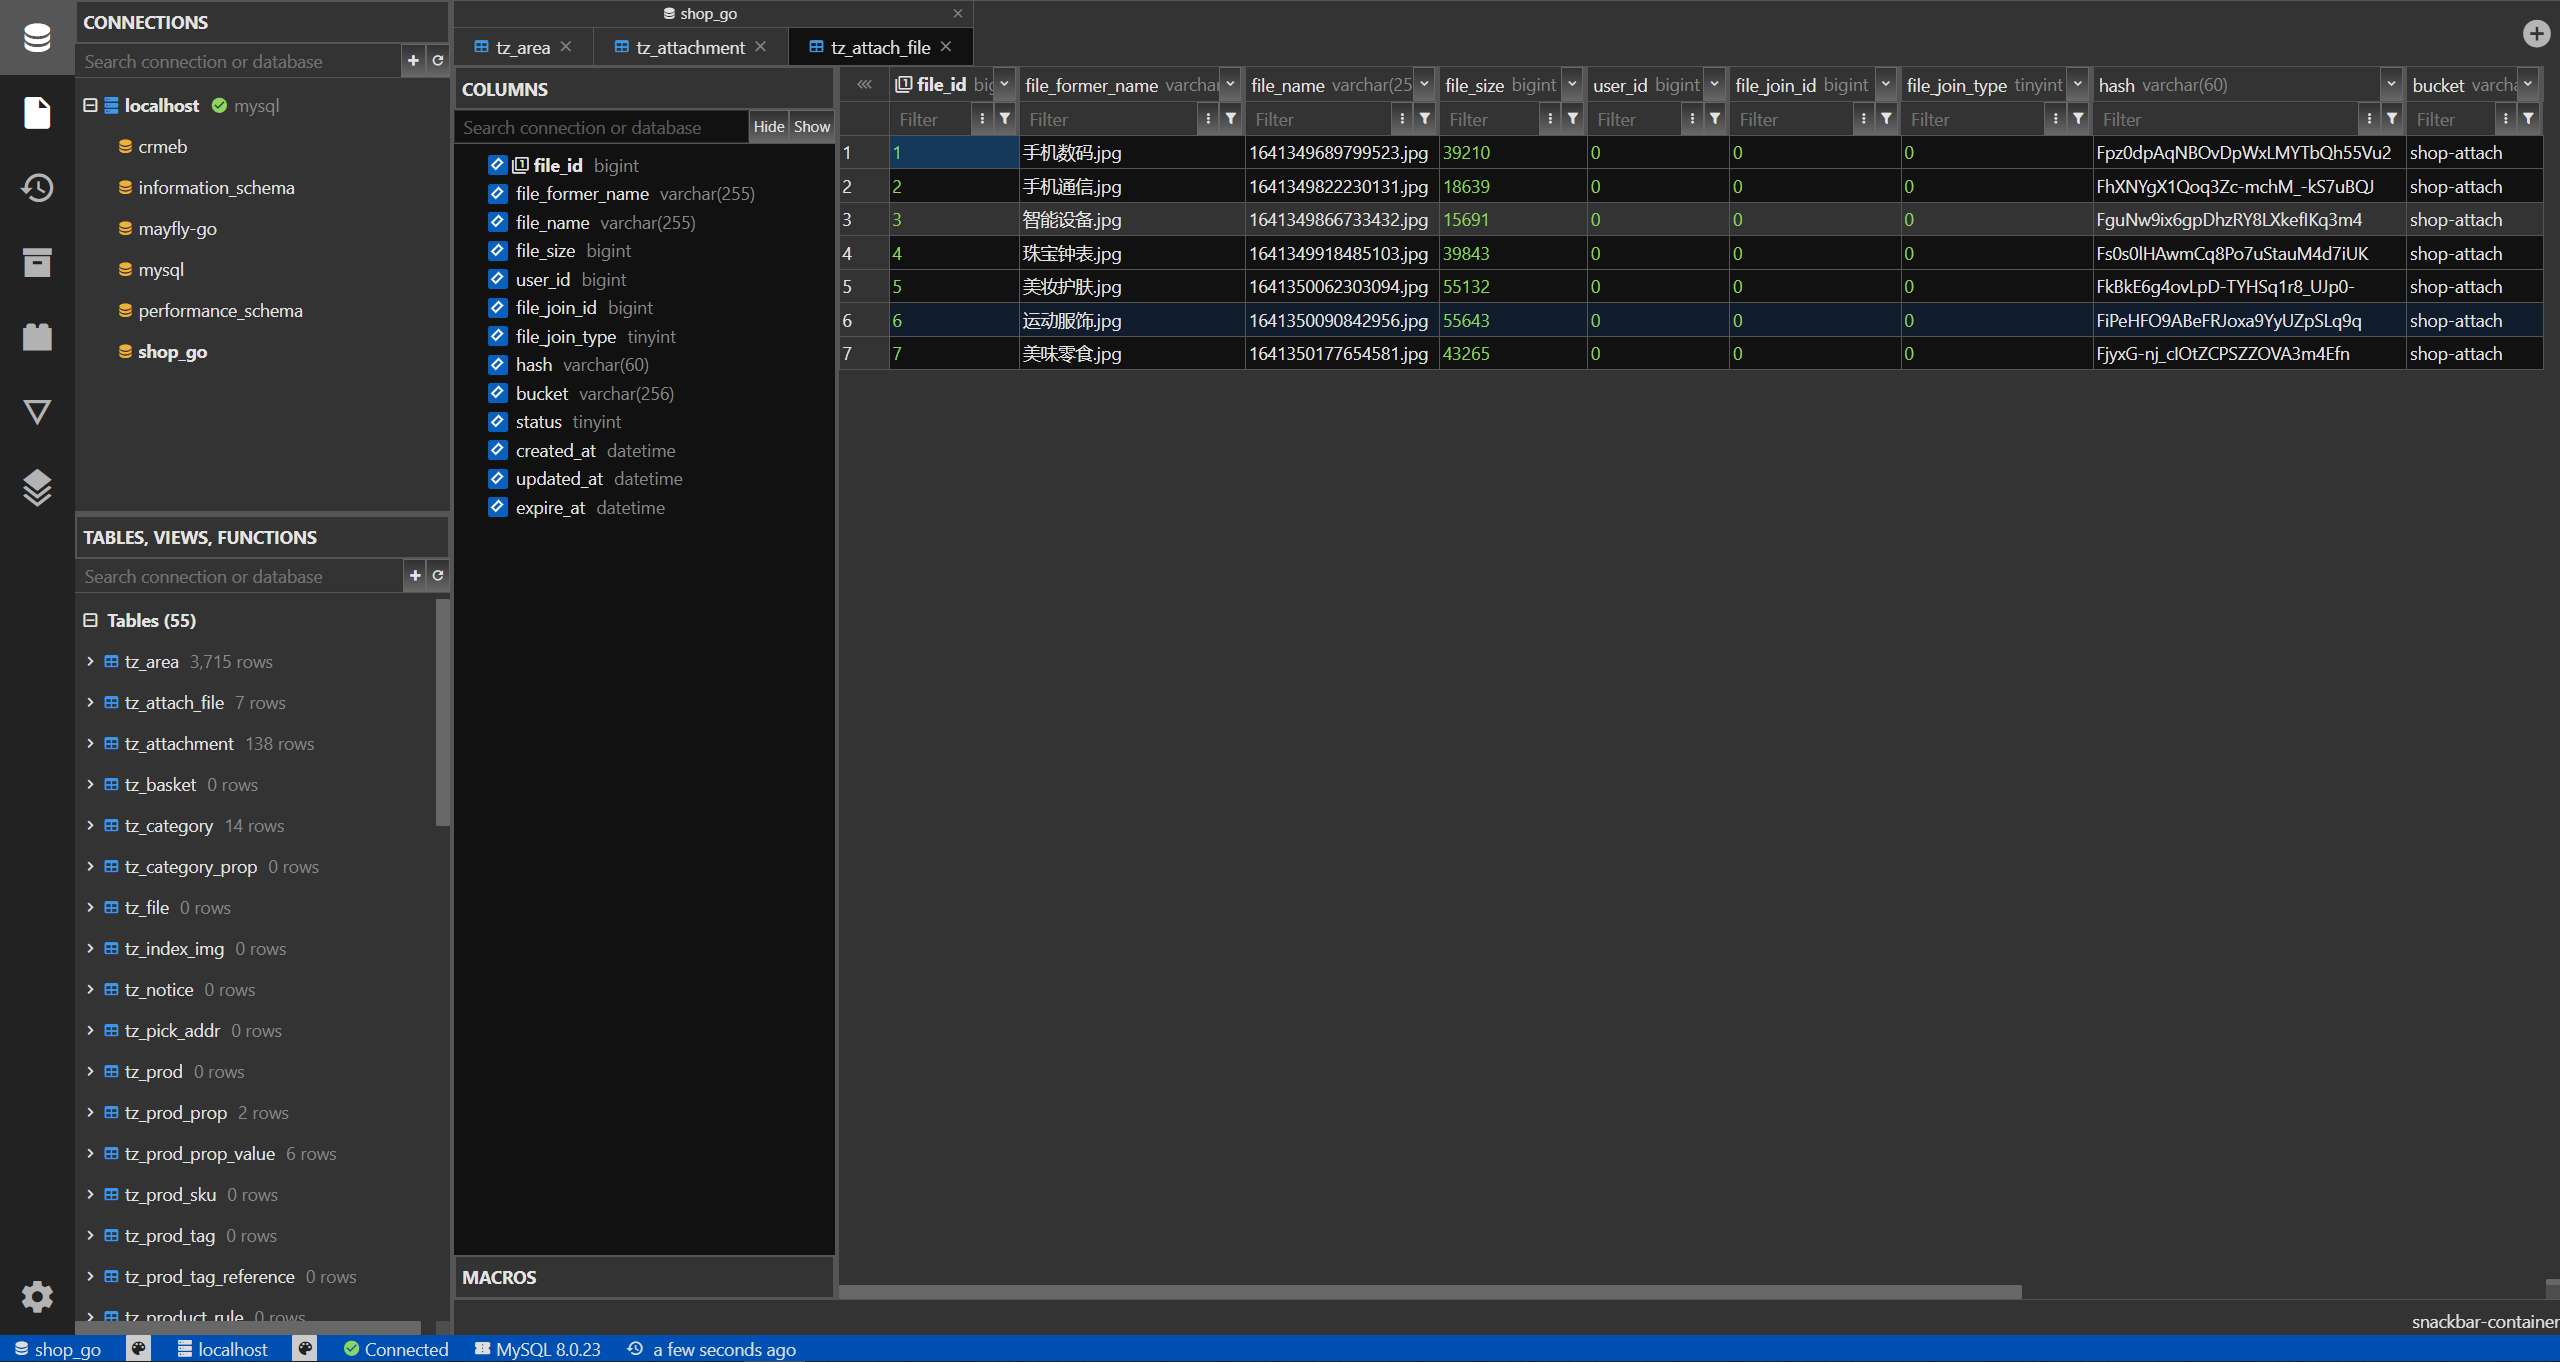 CONNECTIONS
Search connection or database
localhost mysql
crmeb
information_schema
mayfly-go
mysql
performance_schema
shop_go
TABLES, VIEWS, FUNCTIONS
Search connection or database
Tables (55)
tz_area 3,715 rows
tz_attach_file 7 rows
tz_attachment 138 rows
tz_basket 0 rows
tz_category 14 rows
tz_category_prop 0 rows
tz_file 0 rows
tz_index_img 0 rows
tz_notice 0 rows
tz_pick_addr 0 rows
tz_prod 0 rows
tz_prod_prop 2 rows
tz_prod_prop_value 6 rows
tz_prod_sku 0 rows
tz_prod_tag 0 rows
tz_prod_tag_reference 0 rows
tz_product_rule 0 rows
shop_go
tz_area tz_attachment tz_attach_file
COLUMNS
Search connection or database Hide Show
file_id bigint
file_former_name varchar(255)
file_name varchar(255)
file_size bigint
user_id bigint
file_join_id bigint
file_join_type tinyint
hash varchar(60)
bucket varchar(256)
status tinyint
created_at datetime
updated_at datetime
expire_at datetime
MACROS
file_id big file_former_name varchar file_name varchar(25 file_size bigint user_id bigint file_join_id bigint file_join_type tinyint hash varchar(60) bucket varcha
Filter Filter Filter Filter Filter Filter Filter Filter Filter
1 1 手机数码.jpg 1641349689799523.jpg 39210 0 0 0 Fpz0dpAqNBOvDpWxLMYTbQh55Vu2 shop-attach
2 2 手机通信.jpg 1641349822230131.jpg 18639 0 0 0 FhXNYgX1Qoq3Zc-mchM_-kS7uBQJ shop-attach
3 3 智能设备.jpg 1641349866733432.jpg 15691 0 0 0 FguNw9ix6gpDhzRY8LXkefIKq3m4 shop-attach
4 4 珠宝钟表.jpg 1641349918485103.jpg 39843 0 0 0 Fs0s0lHAwmCq8Po7uStauM4d7iUK shop-attach
5 5 美妆护肤.jpg 1641350062303094.jpg 55132 0 0 0 FkBkE6g4ovLpD-TYHSq1r8_UJp0- shop-attach
6 6 运动服饰.jpg 1641350090842956.jpg 55643 0 0 0 FiPeHFO9ABeFRJoxa9YyUZpSLq9q shop-attach
7 7 美味零食.jpg 1641350177654581.jpg 43265 0 0 0 FjyxG-nj_clOtZCPSZZOVA3m4Efn shop-attach
snackbar-container
shop_go localhost Connected MySQL 8.0.23 a few seconds ago